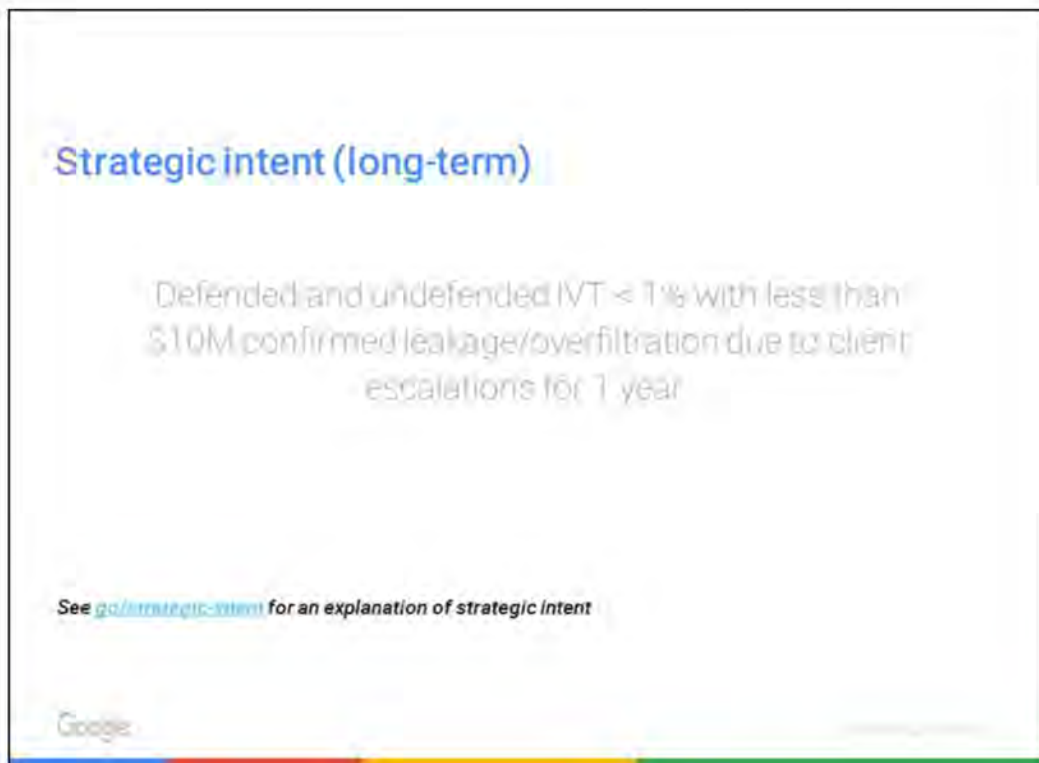 Strategic intent (long-term)
Defended and undefended IVT < 1% with less than
$10M confirmed leakage/overfiltration due to client
escalations for 1 year
See go/strategic-intent for an explanation of strategic intent
Google